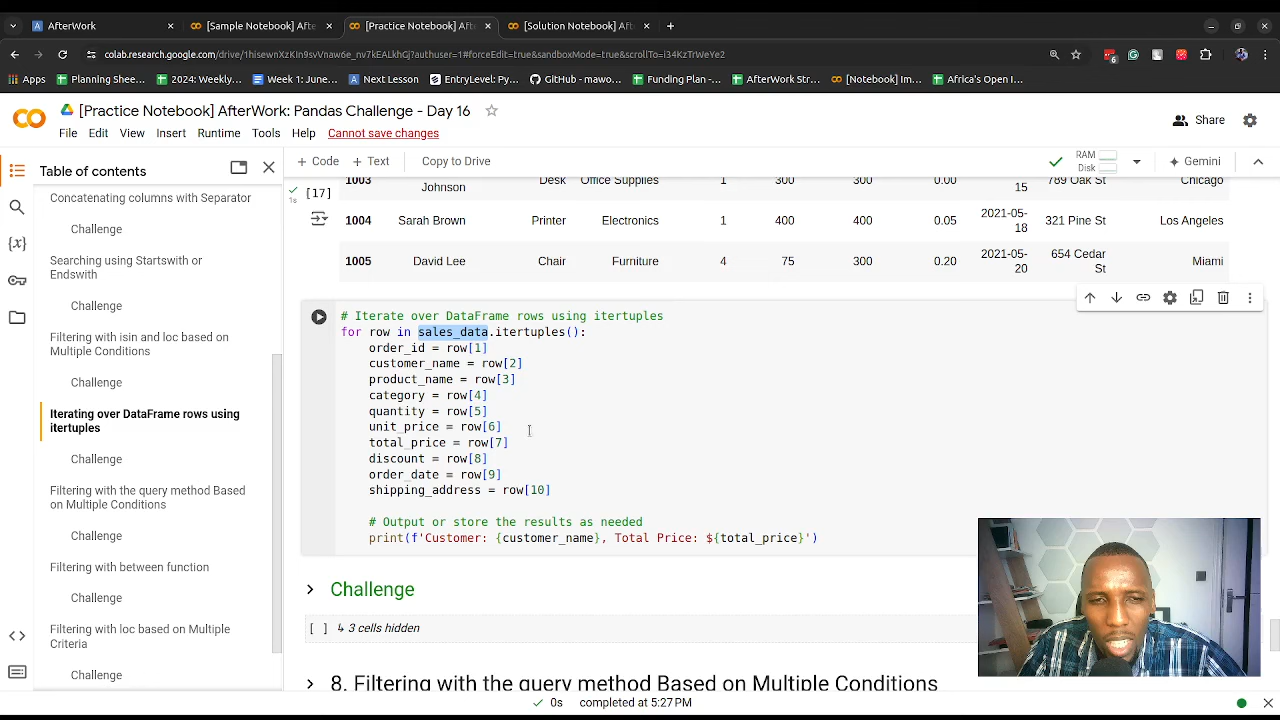 AfterWork
[Sample Notebook] Afte
[Practice Notebook] Afte
[Solution Notebook] Afte
colab.research.google.com/drive/1hisewnXzKIn9svVnaw6e_nv7kEALkhGj?authuser=1#forceEdit=true&sandboxMode=true&scrollTo=i34KzTrWeYe2
6
Apps
Planning Shee...
2024: Weekly...
Week 1: June...
Next Lesson
EntryLevel: Py...
GitHub - mawo...
Funding Plan -...
AfterWork Str...
[Notebook] Im...
Africa's Open I...
[Practice Notebook] AfterWork: Pandas Challenge - Day 16
File Edit View Insert Runtime Tools Help Cannot save changes
Share
Table of contents
+ Code + Text Copy to Drive
RAM
Disk
Gemini
Concatenating columns with Separator
Challenge
Searching using Startswith or
Endswith
Challenge
Filtering with isin and loc based on
Multiple Conditions
Challenge
Iterating over DataFrame rows using
itertuples
Challenge
Filtering with the query method Based
on Multiple Conditions
Challenge
Filtering with between function
Challenge
Filtering with loc based on Multiple
Criteria
Challenge
1s
[17]
1003 Johnson Desk Office Supplies 1 300 300 0.00 15 789 Oak St Chicago
1004 Sarah Brown Printer Electronics 1 400 400 0.05 2021-05-18 321 Pine St Los Angeles
1005 David Lee Chair Furniture 4 75 300 0.20 2021-05-20 654 Cedar St Miami
# Iterate over DataFrame rows using itertuples
for row in sales_data.itertuples():
order_id = row[1]
customer_name = row[2]
product_name = row[3]
category = row[4]
quantity = row[5]
unit_price = row[6]
total_price = row[7]
discount = row[8]
order_date = row[9]
shipping_address = row[10]
# Output or store the results as needed
print(f'Customer: {customer_name}, Total Price: ${total_price}')
Challenge
[ ] ↳ 3 cells hidden
8. Filtering with the query method Based on Multiple Conditions
0s completed at 5:27 PM